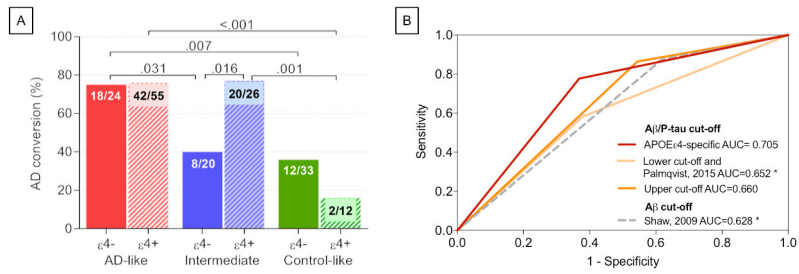 A
<.001
.007
.031
.016
.001
100
80
60
40
20
0
AD conversion (%)
18/24
42/55
8/20
20/26
12/33
2/12
ε4-
ε4+
ε4-
ε4+
ε4-
ε4+
AD-like
Intermediate
Control-like
B
1.0
0.8
0.6
0.4
0.2
0.0
Sensitivity
Aβ/P-tau cut-off
APOEε4-specific AUC= 0.705
Lower cut-off and
Palmqvist, 2015 AUC=0.652 *
Upper cut-off AUC=0.660
Aβ cut-off
Shaw, 2009 AUC=0.628 *
0.0
0.2
0.4
0.6
0.8
1.0
1 - Specificity